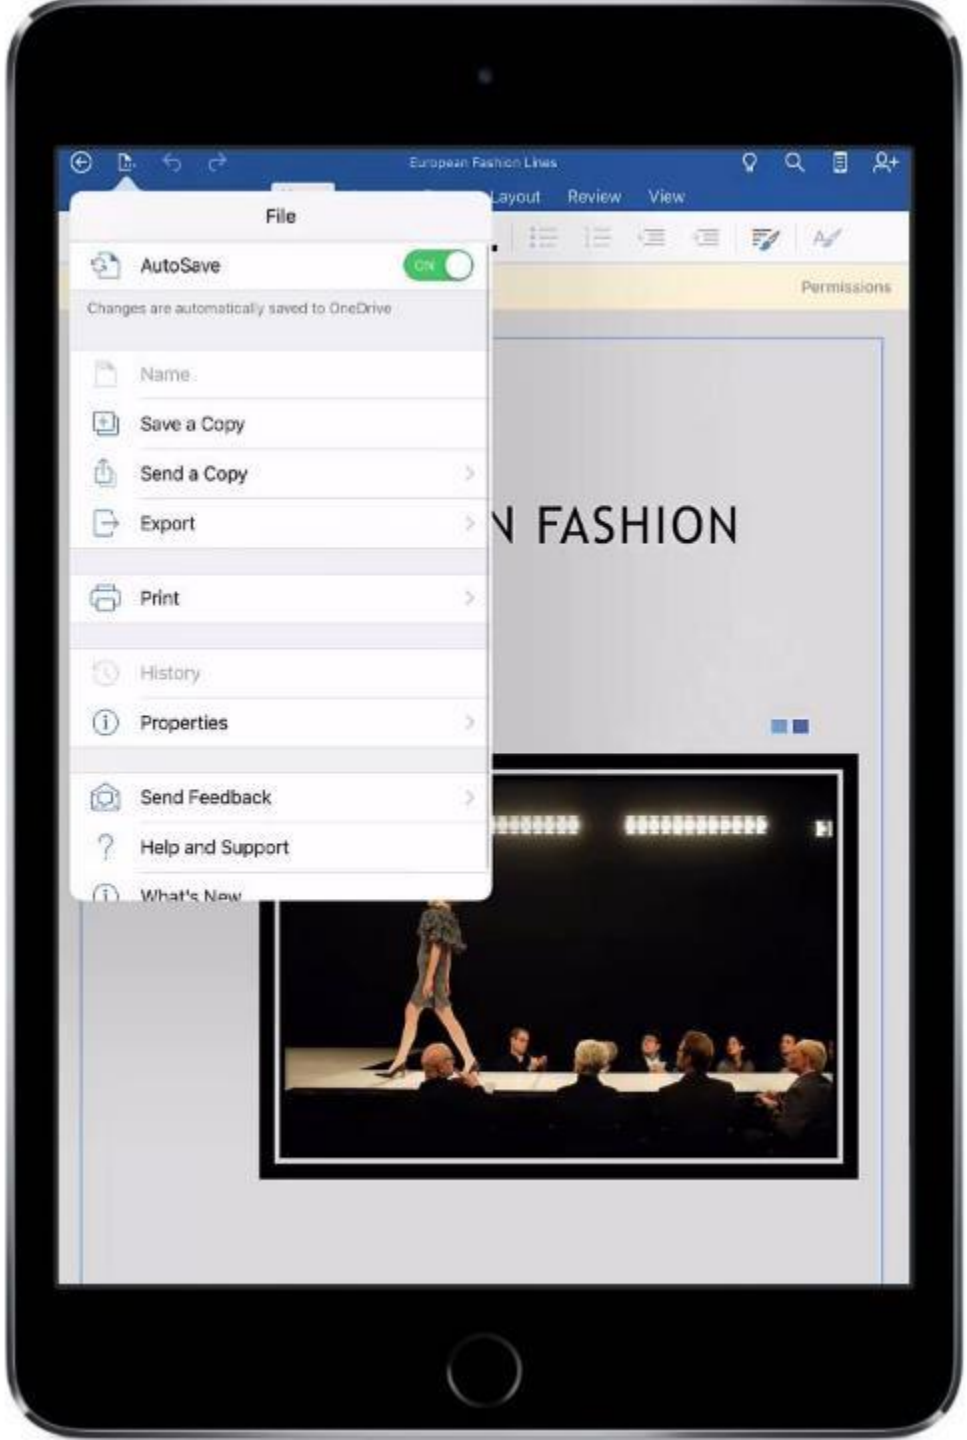 European Fashion Lines
Layout Review View
File
AutoSave ON
Changes are automatically saved to OneDrive
Permissions
Name
Save a Copy
Send a Copy
Export
N FASHION
Print
History
Properties
Send Feedback
Help and Support
What's New